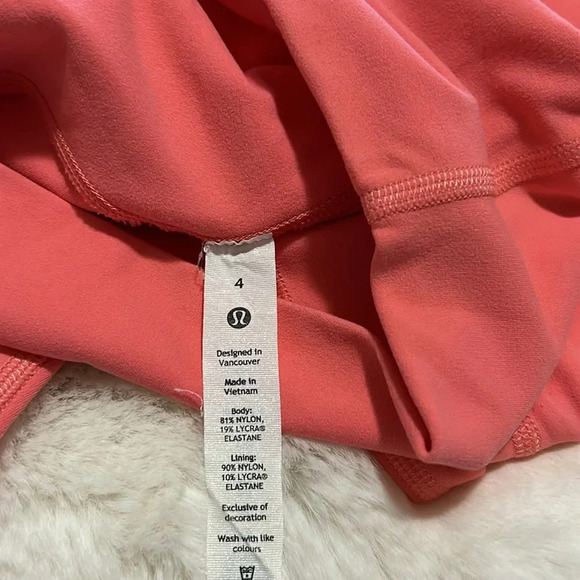 4
Designed in
Vancouver
Made in
Vietnam
Body:
81% NYLON,
19% LYCRA®
ELASTANE
Lining:
90% NYLON,
10% LYCRA®
ELASTANE
Exclusive of
decoration
Wash with like
colours